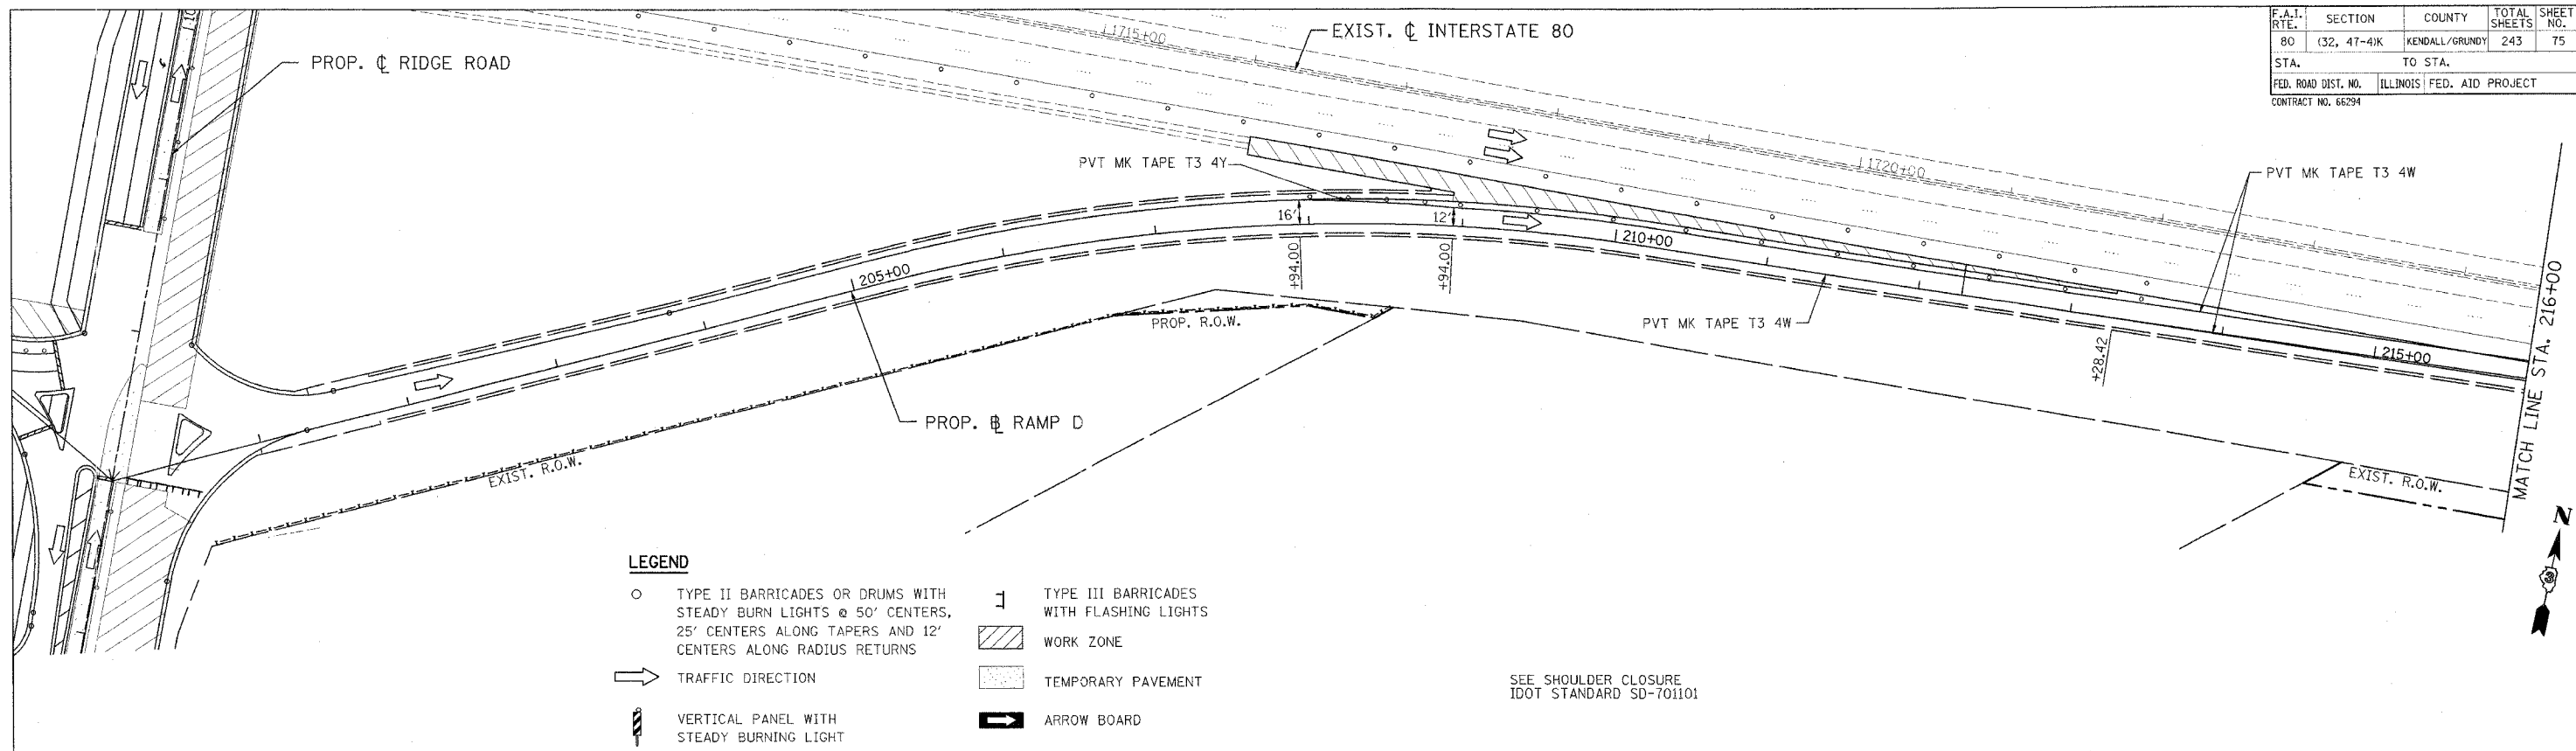 F.A.I. RTE. SECTION COUNTY TOTAL SHEETS SHEET NO.
80 (32, 47-4)K KENDALL/GRUNDY 243 75
STA. TO STA.
FED. ROAD DIST. NO. ILLINOIS FED. AID PROJECT
CONTRACT NO. 66294
PROP. ℄ RIDGE ROAD
1715+00
EXIST. ℄ INTERSTATE 80
PVT MK TAPE T3 4Y
1720+00
PVT MK TAPE T3 4W
16'
12'
210+00
205+00
+94.00
+94.00
PROP. R.O.W.
PVT MK TAPE T3 4W
+28.42
215+00
MATCH LINE STA. 216+00
PROP. B RAMP D
EXIST. R.O.W.
EXIST. R.O.W.
N
3
LEGEND
TYPE II BARRICADES OR DRUMS WITH
STEADY BURN LIGHTS @ 50' CENTERS,
25' CENTERS ALONG TAPERS AND 12'
CENTERS ALONG RADIUS RETURNS
TRAFFIC DIRECTION
VERTICAL PANEL WITH
STEADY BURNING LIGHT
TYPE III BARRICADES
WITH FLASHING LIGHTS
WORK ZONE
TEMPORARY PAVEMENT
ARROW BOARD
SEE SHOULDER CLOSURE
IDOT STANDARD SD-701101